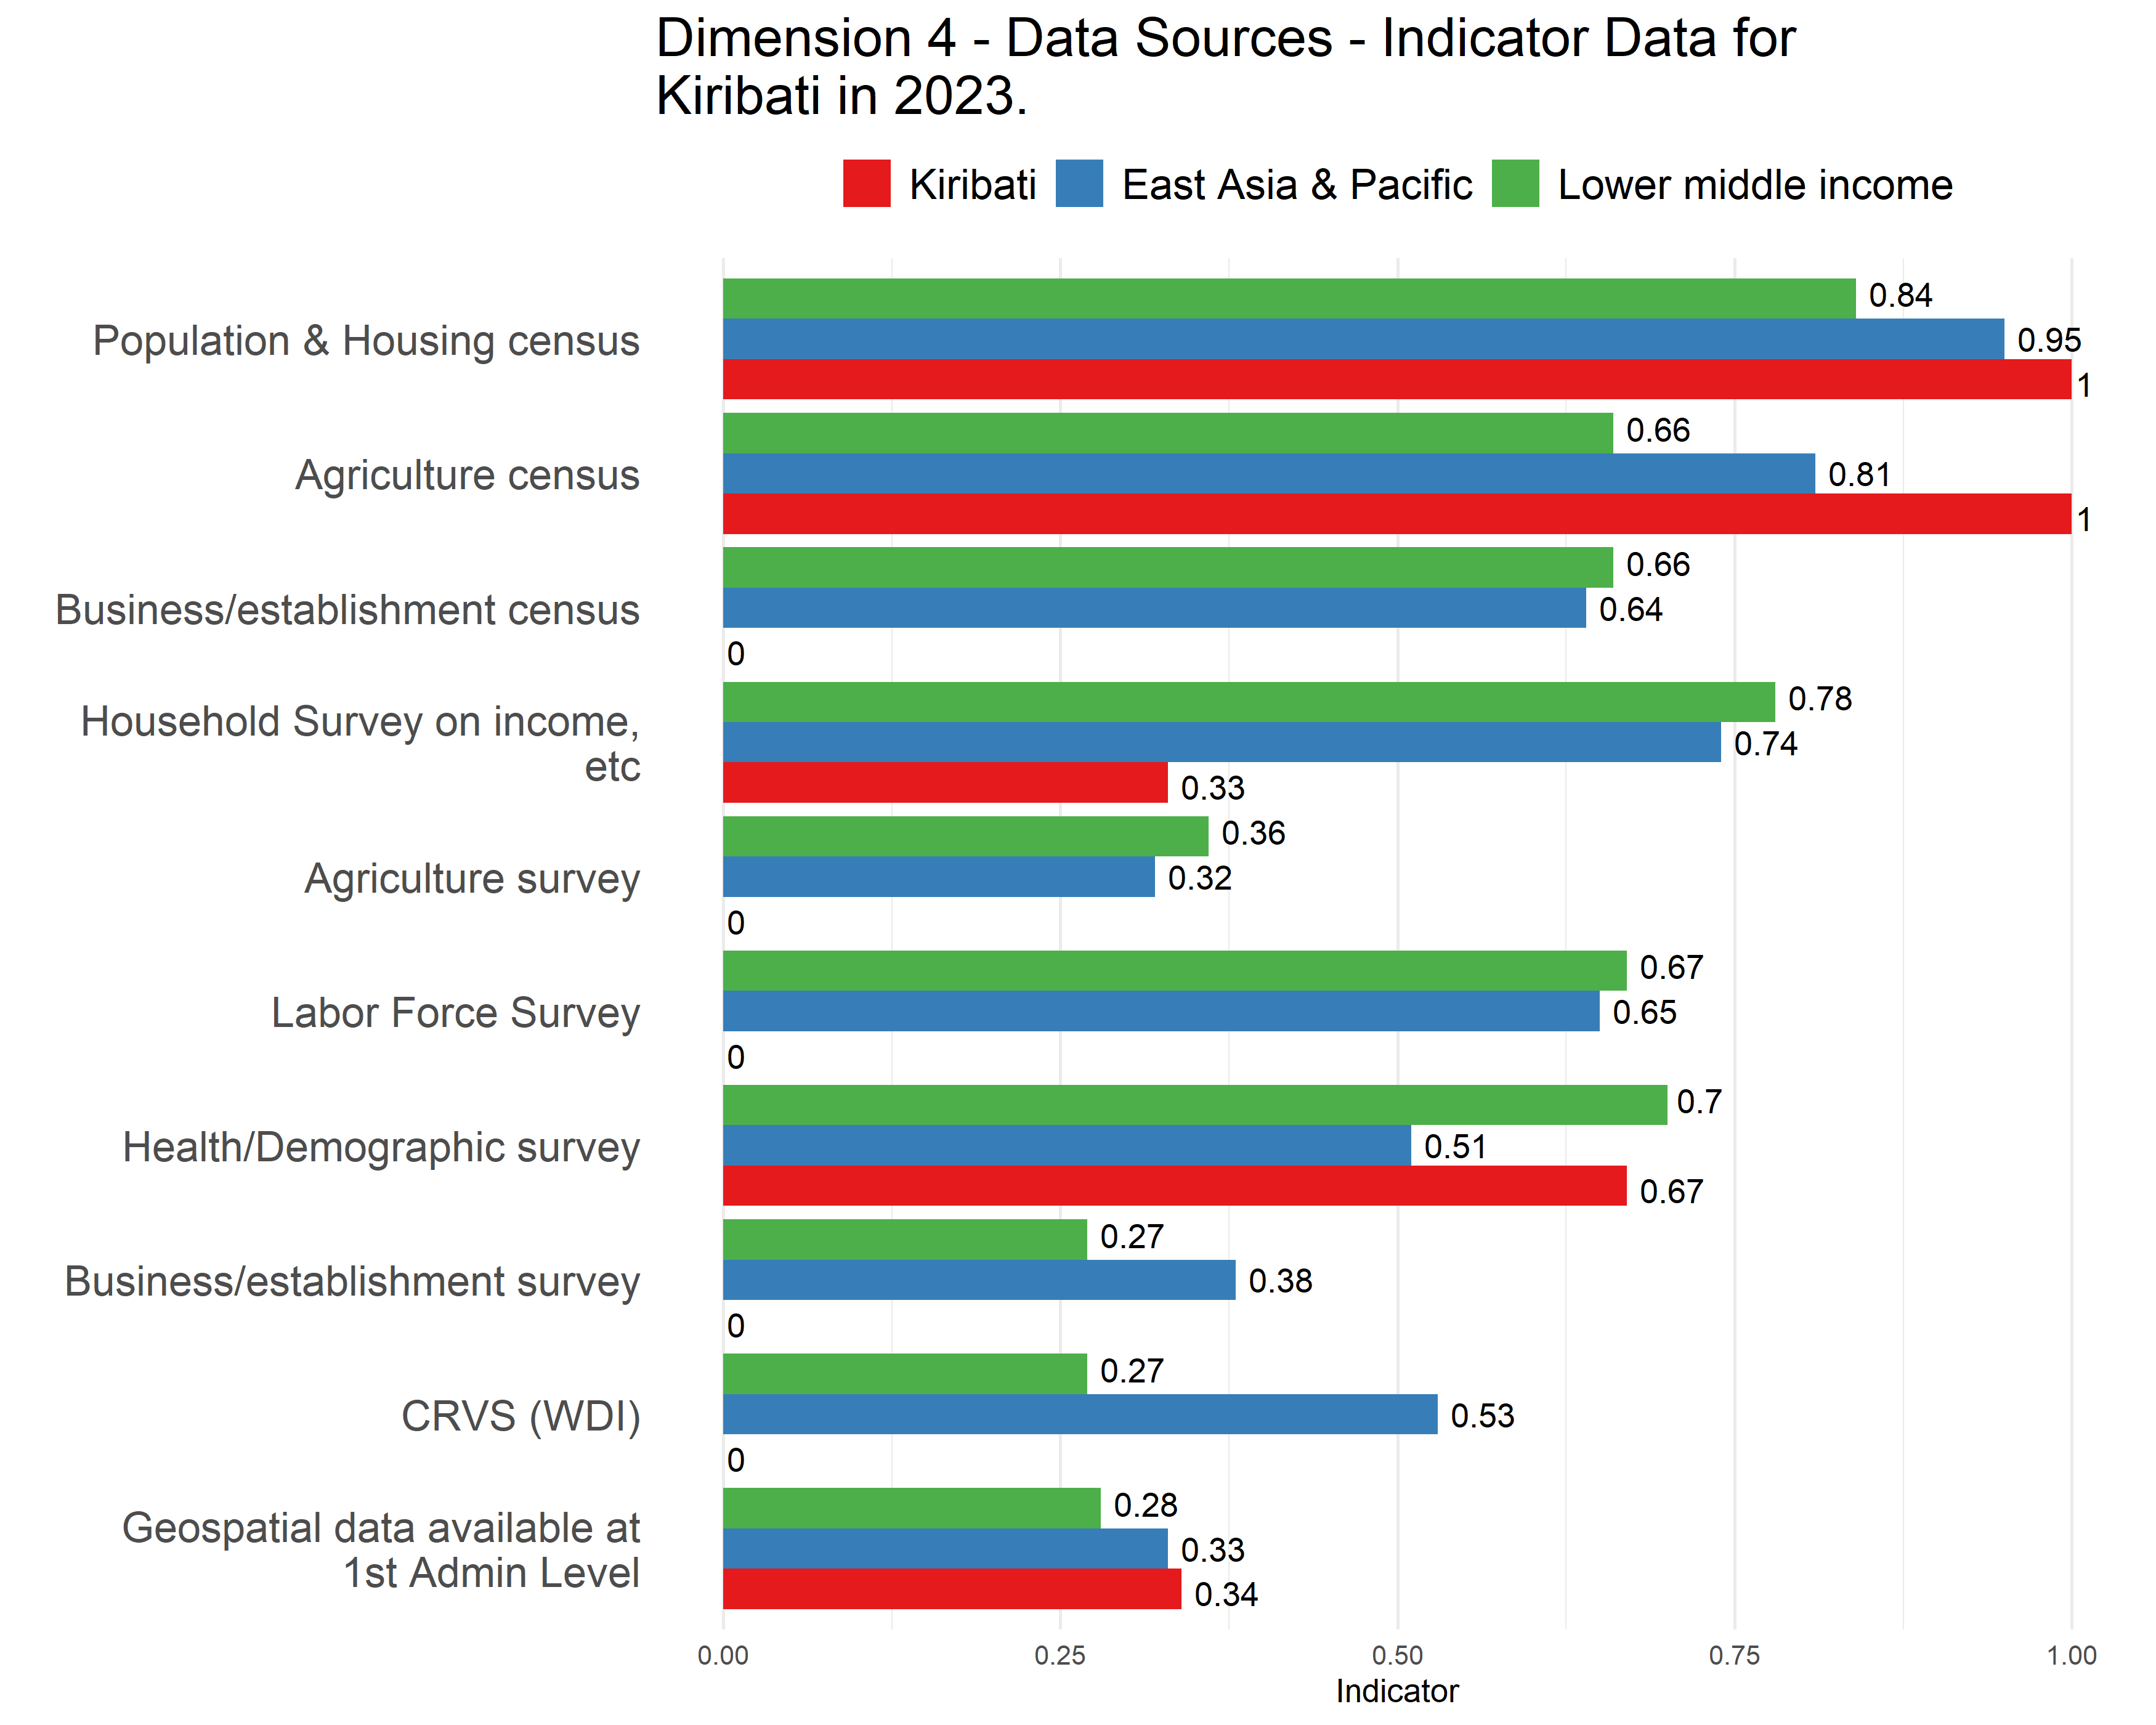 Dimension 4 - Data Sources - Indicator Data for
Kiribati in 2023.
Kiribati East Asia & Pacific Lower middle income
Population & Housing census
0.84
0.95
1
Agriculture census
0.66
0.81
1
Business/establishment census
0.66
0.64
0
Household Survey on income,
etc
0.78
0.74
0.33
Agriculture survey
0.36
0.32
0
Labor Force Survey
0.67
0.65
0
Health/Demographic survey
0.7
0.51
0.67
Business/establishment survey
0.27
0.38
0
CRVS (WDI)
0.27
0.53
0
Geospatial data available at
1st Admin Level
0.28
0.33
0.34
0.00 0.25 0.50 0.75 1.00
Indicator